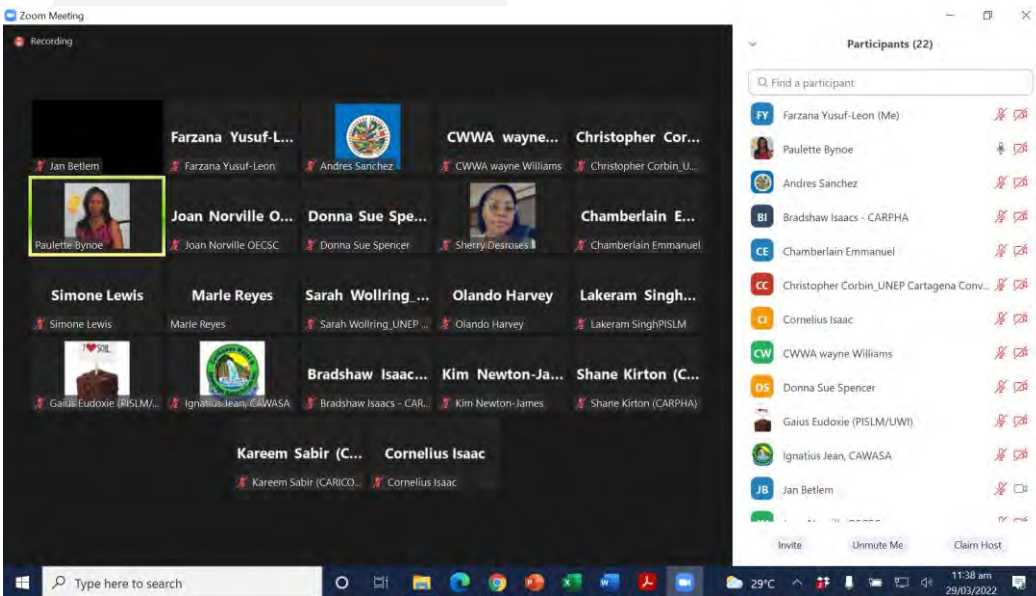 Zoom Meeting
Recording
Jan Betlem
Farzana Yusuf-L...
Farzana Yusuf-Leon
Andres Sanchez
CWWA wayne...
CWWA wayne Williams
Christopher Cor...
Christopher Corbin_U...
Paulette Bynoe
Joan Norville O...
Joan Norville OECSC
Donna Sue Spe...
Donna Sue Spencer
Sherry Desroses
Chamberlain E...
Chamberlain Emmanuel
Simone Lewis
Simone Lewis
Marle Reyes
Marle Reyes
Sarah Wollring_...
Sarah Wollring_UNEP ...
Olando Harvey
Olando Harvey
Lakeram Singh...
Lakeram SinghPISLM
I SOIL
Gaius Eudoxie (PISLM/...
Ignatius Jean, CAWASA
Bradshaw Isaac...
Bradshaw Isaacs - CAR...
Kim Newton-Ja...
Kim Newton-James
Shane Kirton (C...
Shane Kirton (CARPHA)
Kareem Sabir (C...
Kareem Sabir (CARICO...
Cornelius Isaac
Cornelius Isaac
Participants (22)
Find a participant
FY Farzana Yusuf-Leon (Me)
Paulette Bynoe
Andres Sanchez
BI Bradshaw Isaacs - CARPHA
CE Chamberlain Emmanuel
CC Christopher Corbin_UNEP Cartagena Conv...
CI Cornelius Isaac
CW CWWA wayne Williams
DS Donna Sue Spencer
Gaius Eudoxie (PISLM/UWI)
Ignatius Jean, CAWASA
JB Jan Betlem
Invite Unmute Me Claim Host
Type here to search
29°C
11:38 am
29/03/2022